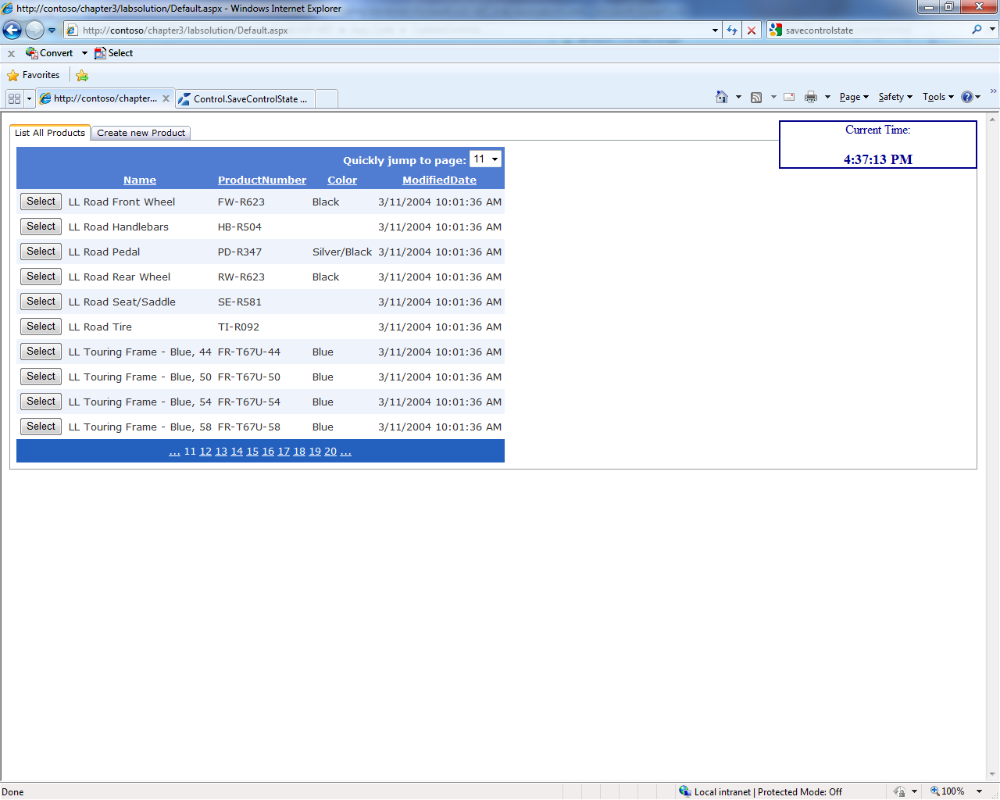 http://contoso/chapter3/labsolution/Default.aspx - Windows Internet Explorer
http://contoso/chapter3/labsolution/Default.aspx
savecontrolstate
x Convert Select
Favorites
http://contoso/chapter... Control.SaveControlState ...
Page Safety Tools
List All Products Create new Product
Current Time:
4:37:13 PM
Quickly jump to page: 11
Name ProductNumber Color ModifiedDate
Select LL Road Front Wheel FW-R623 Black 3/11/2004 10:01:36 AM
Select LL Road Handlebars HB-R504 3/11/2004 10:01:36 AM
Select LL Road Pedal PD-R347 Silver/Black 3/11/2004 10:01:36 AM
Select LL Road Rear Wheel RW-R623 Black 3/11/2004 10:01:36 AM
Select LL Road Seat/Saddle SE-R581 3/11/2004 10:01:36 AM
Select LL Road Tire TI-R092 3/11/2004 10:01:36 AM
Select LL Touring Frame - Blue, 44 FR-T67U-44 Blue 3/11/2004 10:01:36 AM
Select LL Touring Frame - Blue, 50 FR-T67U-50 Blue 3/11/2004 10:01:36 AM
Select LL Touring Frame - Blue, 54 FR-T67U-54 Blue 3/11/2004 10:01:36 AM
Select LL Touring Frame - Blue, 58 FR-T67U-58 Blue 3/11/2004 10:01:36 AM
... 11 12 13 14 15 16 17 18 19 20 ...
Done
Local intranet | Protected Mode: Off
100%